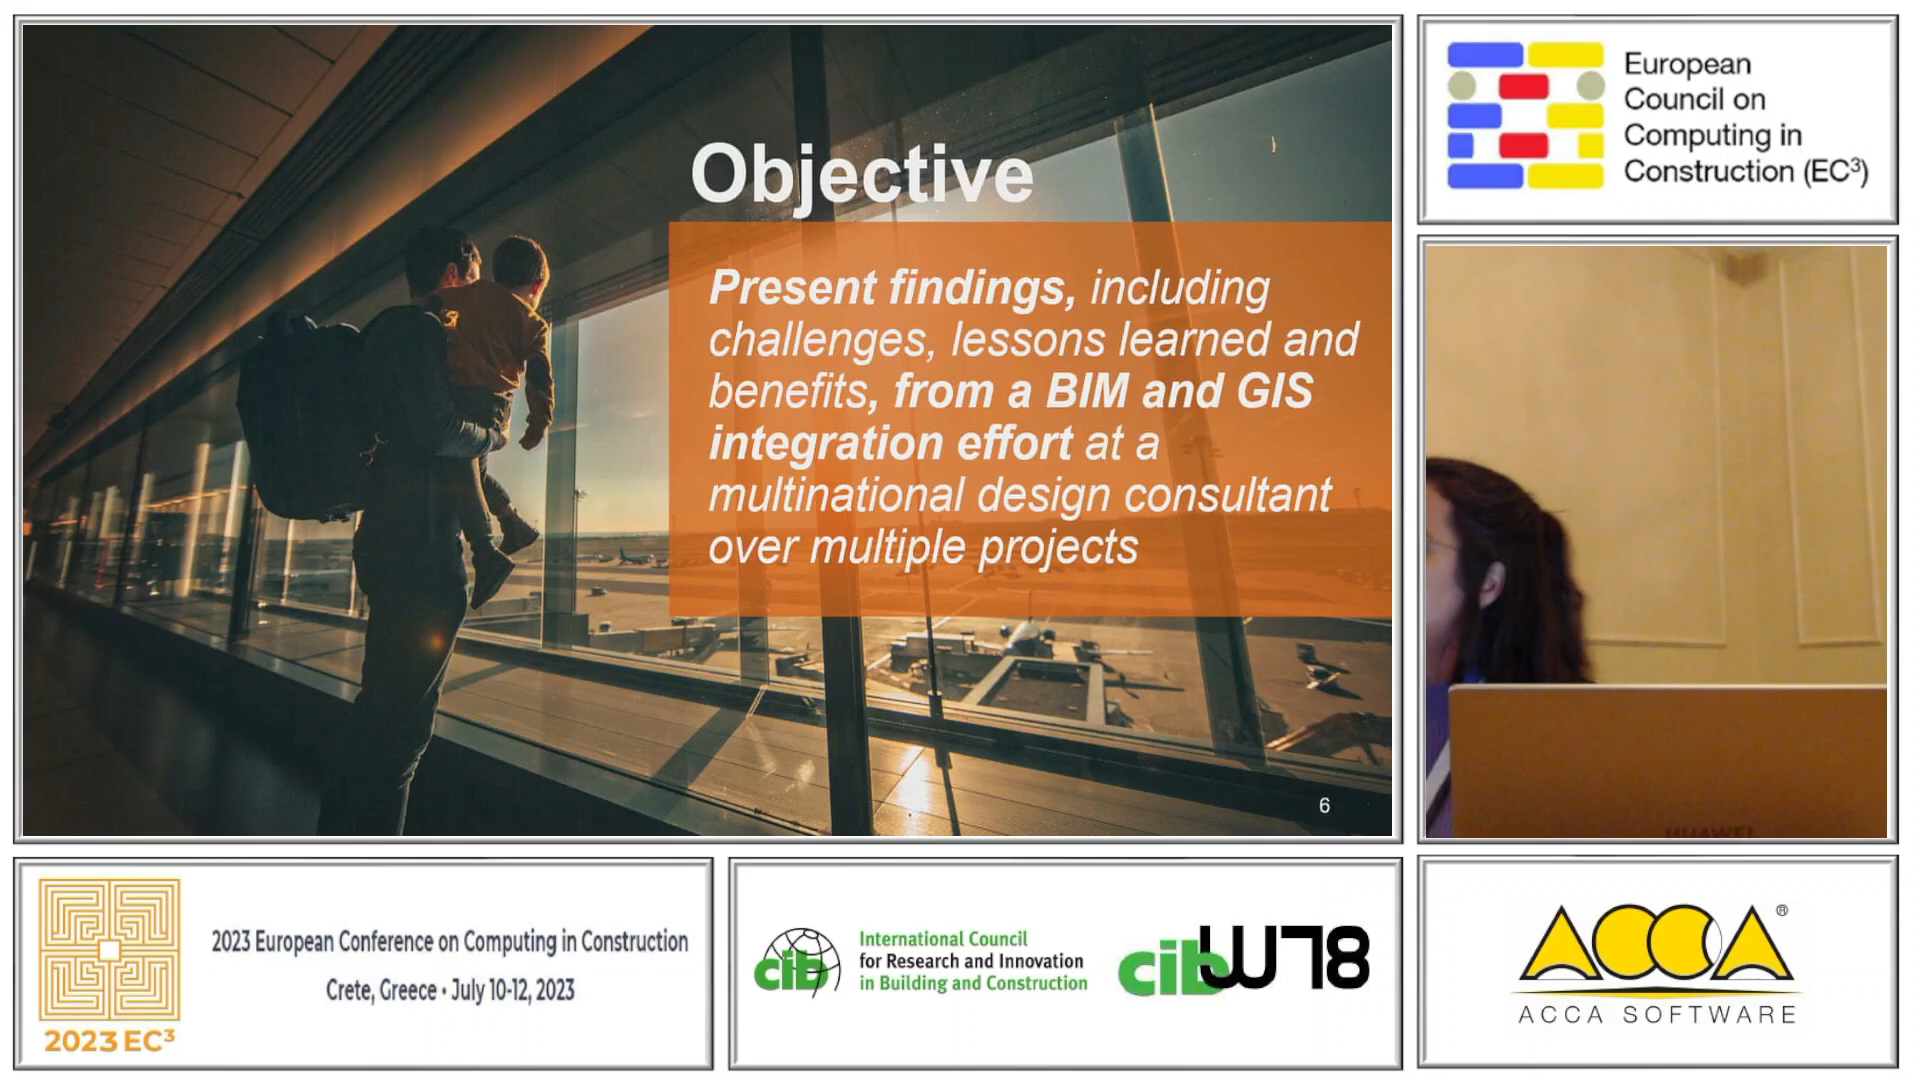 Objective
Present findings, including
challenges, lessons learned and
benefits, from a BIM and GIS
integration effort at a
multinational design consultant
over multiple projects
6
European
Council on
Computing in
Construction (EC³)
HUAWEI
2023 European Conference on Computing in Construction
Crete, Greece • July 10-12, 2023
2023 EC³
cib
International Council
for Research and Innovation
in Building and Construction
cib W78
ACCA ®
ACCA SOFTWARE